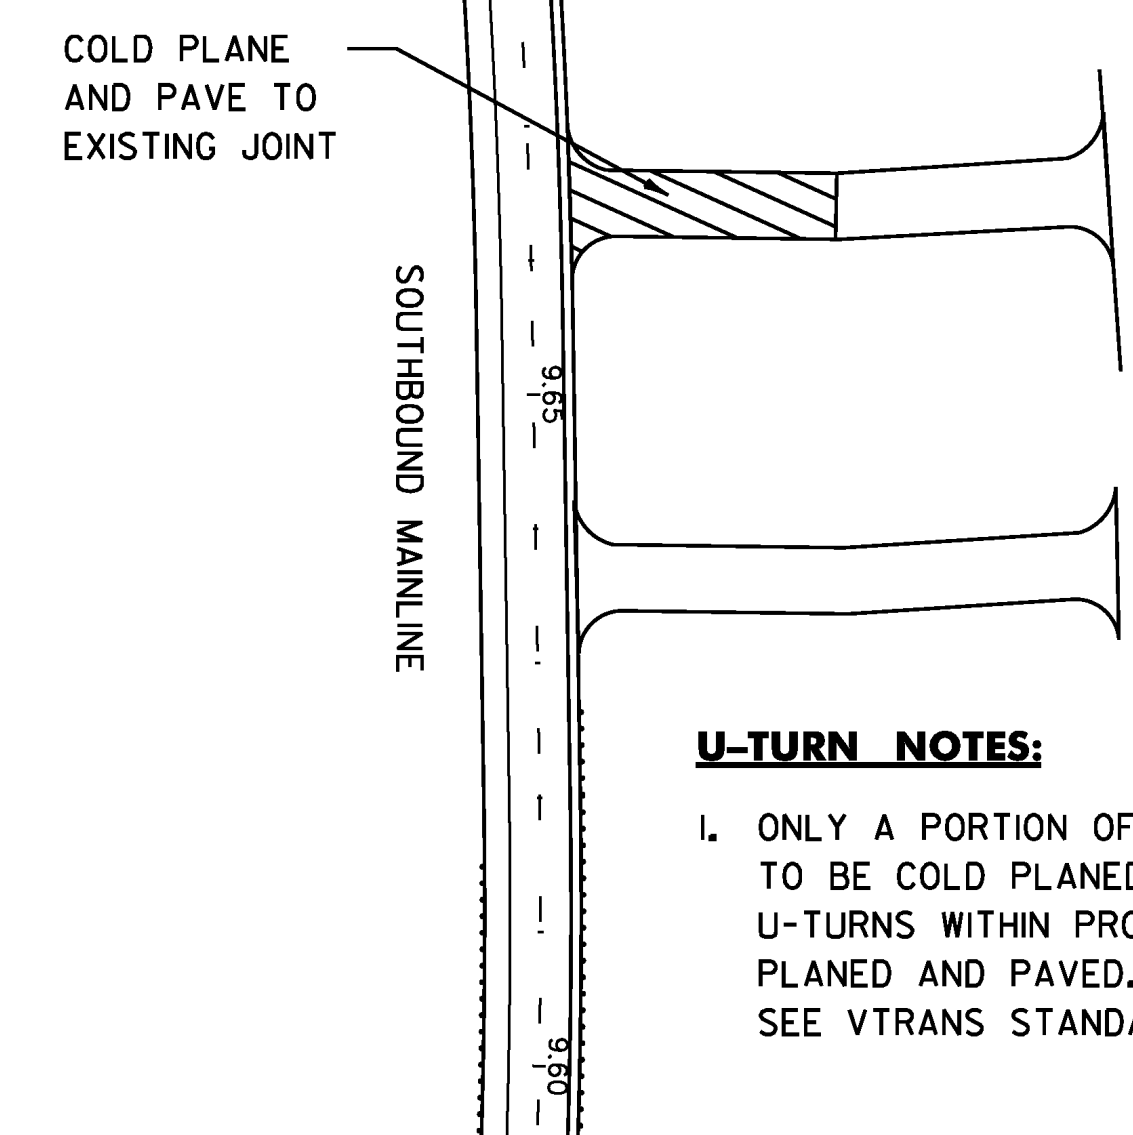 COLD PLANE
AND PAVE TO
EXISTING JOINT
SOUTHBOUND MAINLINE
9.65
U-TURN NOTES:
1. ONLY A PORTION OF
TO BE COLD PLANED
U-TURNS WITHIN PRO
PLANED AND PAVED.
SEE VTRANS STANDA
9.60